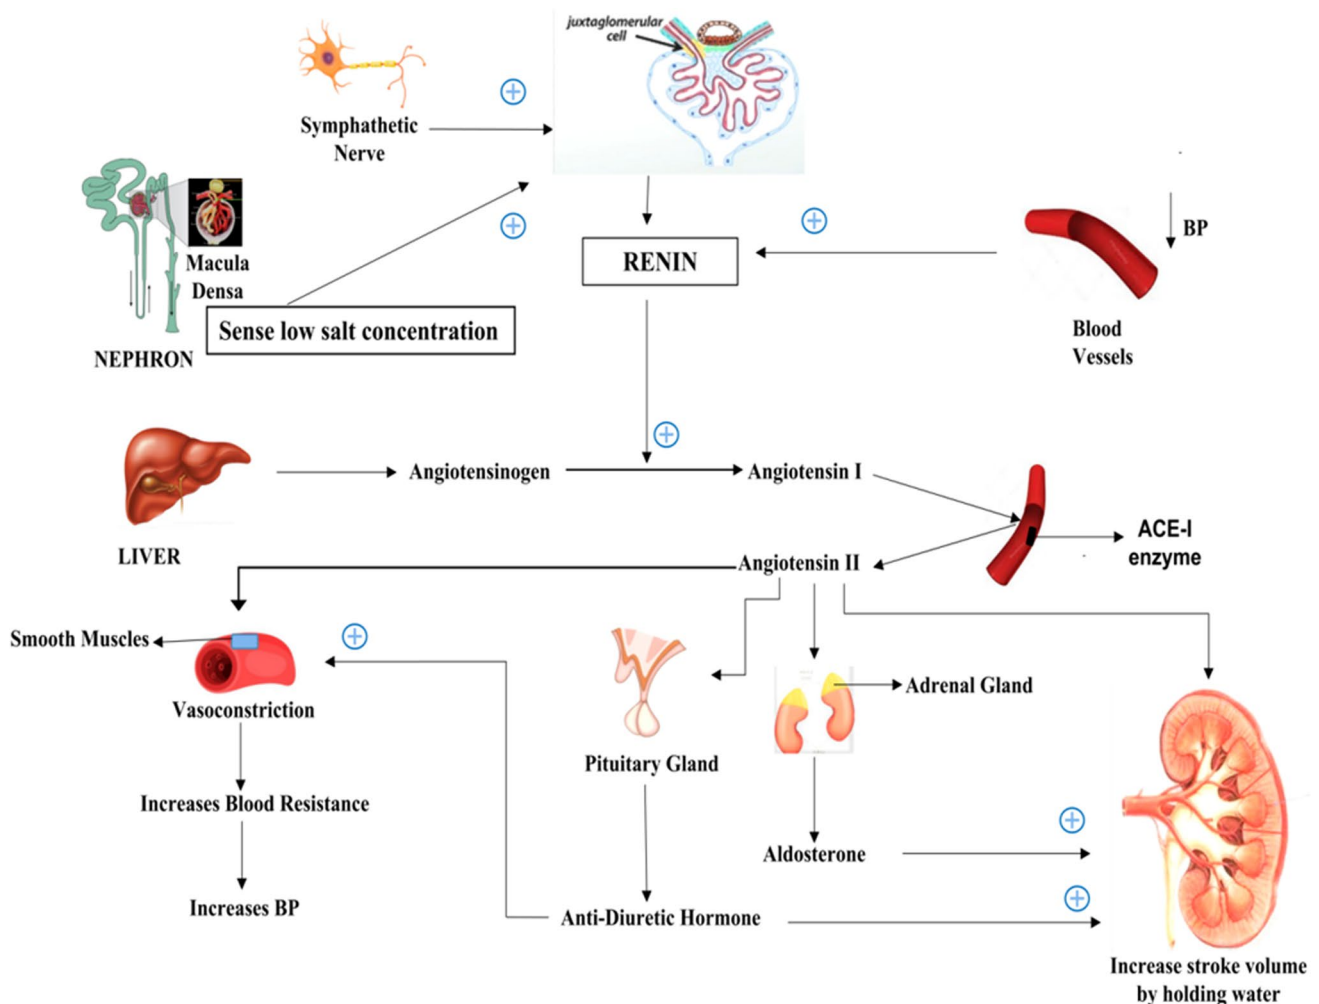 juxtaglomerular
cell
Symphathetic
Nerve
Macula
Densa
Sense low salt concentration
NEPHRON
RENIN
BP
Blood
Vessels
LIVER
Angiotensinogen
Angiotensin I
ACE-I
enzyme
Angiotensin II
Smooth Muscles
Vasoconstriction
Increases Blood Resistance
Increases BP
Pituitary Gland
Adrenal Gland
Aldosterone
Anti-Diuretic Hormone
Increase stroke volume
by holding water